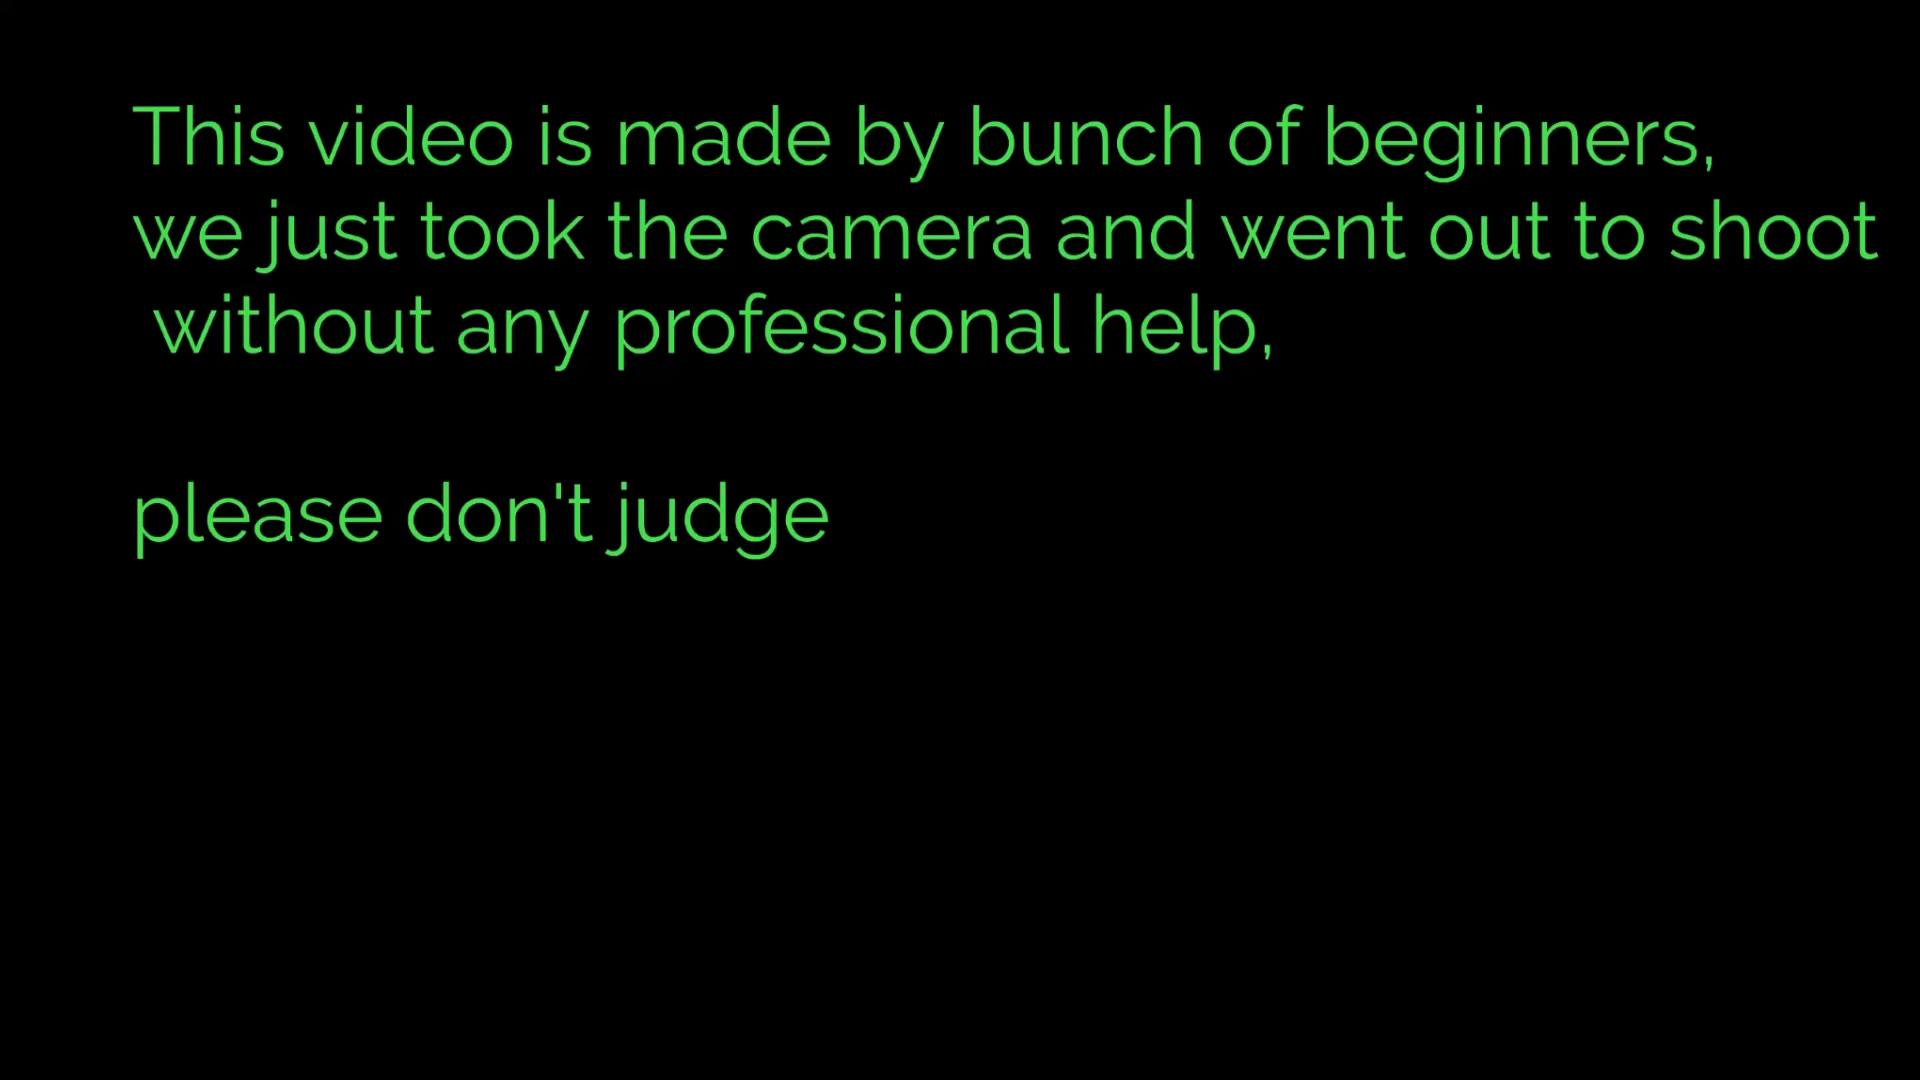 This video is made by bunch of beginners,
we just took the camera and went out to shoot
without any professional help,
please don't judge